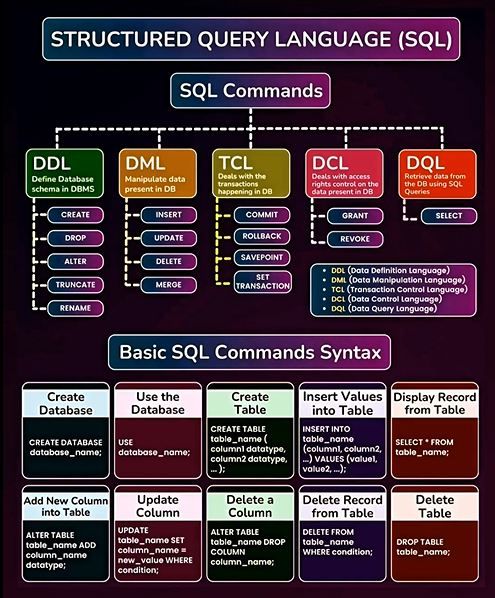 STRUCTURED QUERY LANGUAGE (SQL)
SQL Commands
DDL
Define Database
schema in DBMS
CREATE
DROP
ALTER
TRUNCATE
RENAME
DML
Manipulate data
present in DB
INSERT
UPDATE
DELETE
MERGE
TCL
Deals with the
transactions
happening in DB
COMMIT
ROLLBACK
SAVEPOINT
SET
TRANSACTION
DCL
Deals with access
rights control on the
data present in DB
GRANT
REVOKE
DQL
Retrieve data from
the DB using SQL
Queries
SELECT
• DDL (Data Definition Language)
• DML (Data Manipulation Language)
• TCL (Transaction Control Language)
• DCL (Data Control Language)
• DQL (Data Query Language)
Basic SQL Commands Syntax
Create
Database
CREATE DATABASE
database_name;
Use the
Database
USE
database_name;
Create
Table
CREATE TABLE
table_name (
column1 datatype,
column2 datatype,
... );
Insert Values
into Table
INSERT INTO
table_name
(column1, column2,
...) VALUES (value1,
value2, ...);
Display Record
from Table
SELECT * FROM
table_name;
Add New Column
into Table
ALTER TABLE
table_name ADD
column_name
datatype;
Update
Column
UPDATE
table_name SET
column_name =
new_value WHERE
condition;
Delete a
Column
ALTER TABLE
table_name DROP
COLUMN
column_name;
Delete Record
from Table
DELETE FROM
table_name
WHERE condition;
Delete
Table
DROP TABLE
table_name;